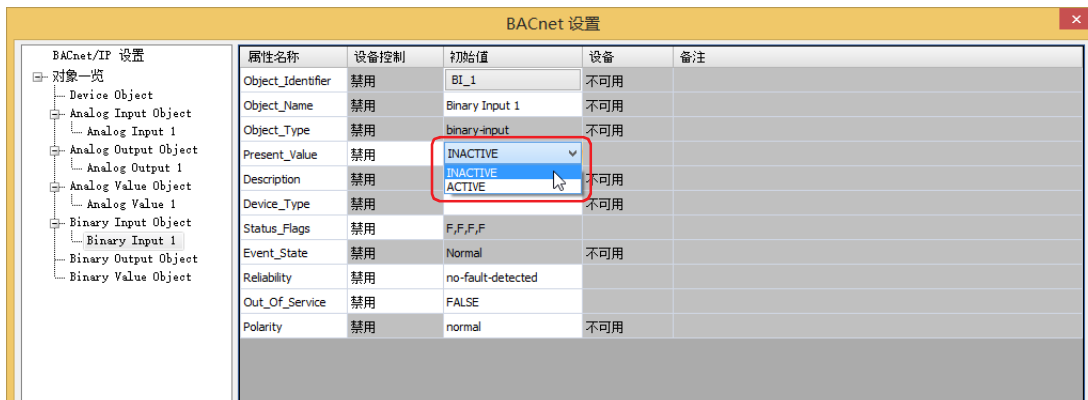 BACnet 设置
BACnet/IP 设置
对象一览
Device Object
Analog Input Object
Analog Input 1
Analog Output Object
Analog Output 1
Analog Value Object
Analog Value 1
Binary Input Object
Binary Input 1
Binary Output Object
Binary Value Object
属性名称 设备控制 初始值 设备 备注
Object_Identifier 禁用 BI_1 不可用
Object_Name 禁用 Binary Input 1 不可用
Object_Type 禁用 binary-input 不可用
Present_Value 禁用 INACTIVE
INACTIVE
ACTIVE
Description 禁用 不可用
Device_Type 禁用 不可用
Status_Flags 禁用 F,F,F,F
Event_State 禁用 Normal 不可用
Reliability 禁用 no-fault-detected
Out_Of_Service 禁用 FALSE
Polarity 禁用 normal 不可用